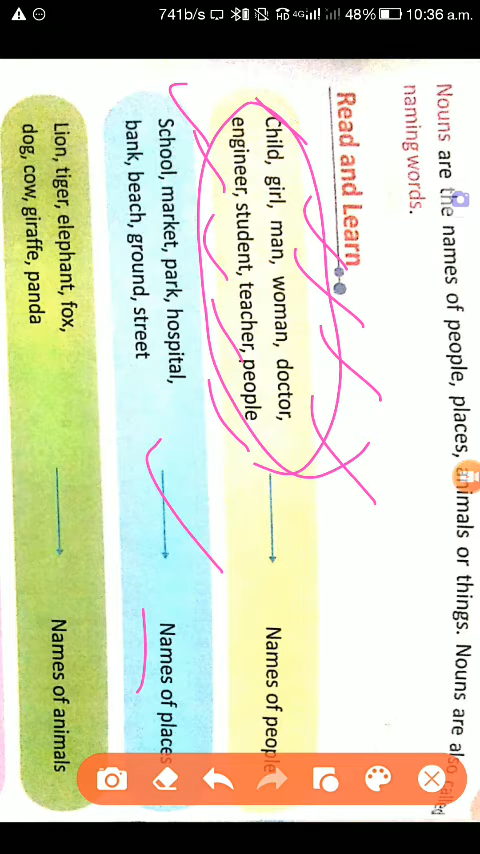 741b/s HD 4G 48% 10:36 a.m.
Nouns are the names of people, places, animals or things. Nouns are also called
naming words.
Read and Learn
Child, girl, man, woman, doctor,
engineer, student, teacher, people
Names of people
School, market, park, hospital,
bank, beach, ground, street
Names of places
Lion, tiger, elephant, fox,
dog, cow, giraffe, panda
Names of animals